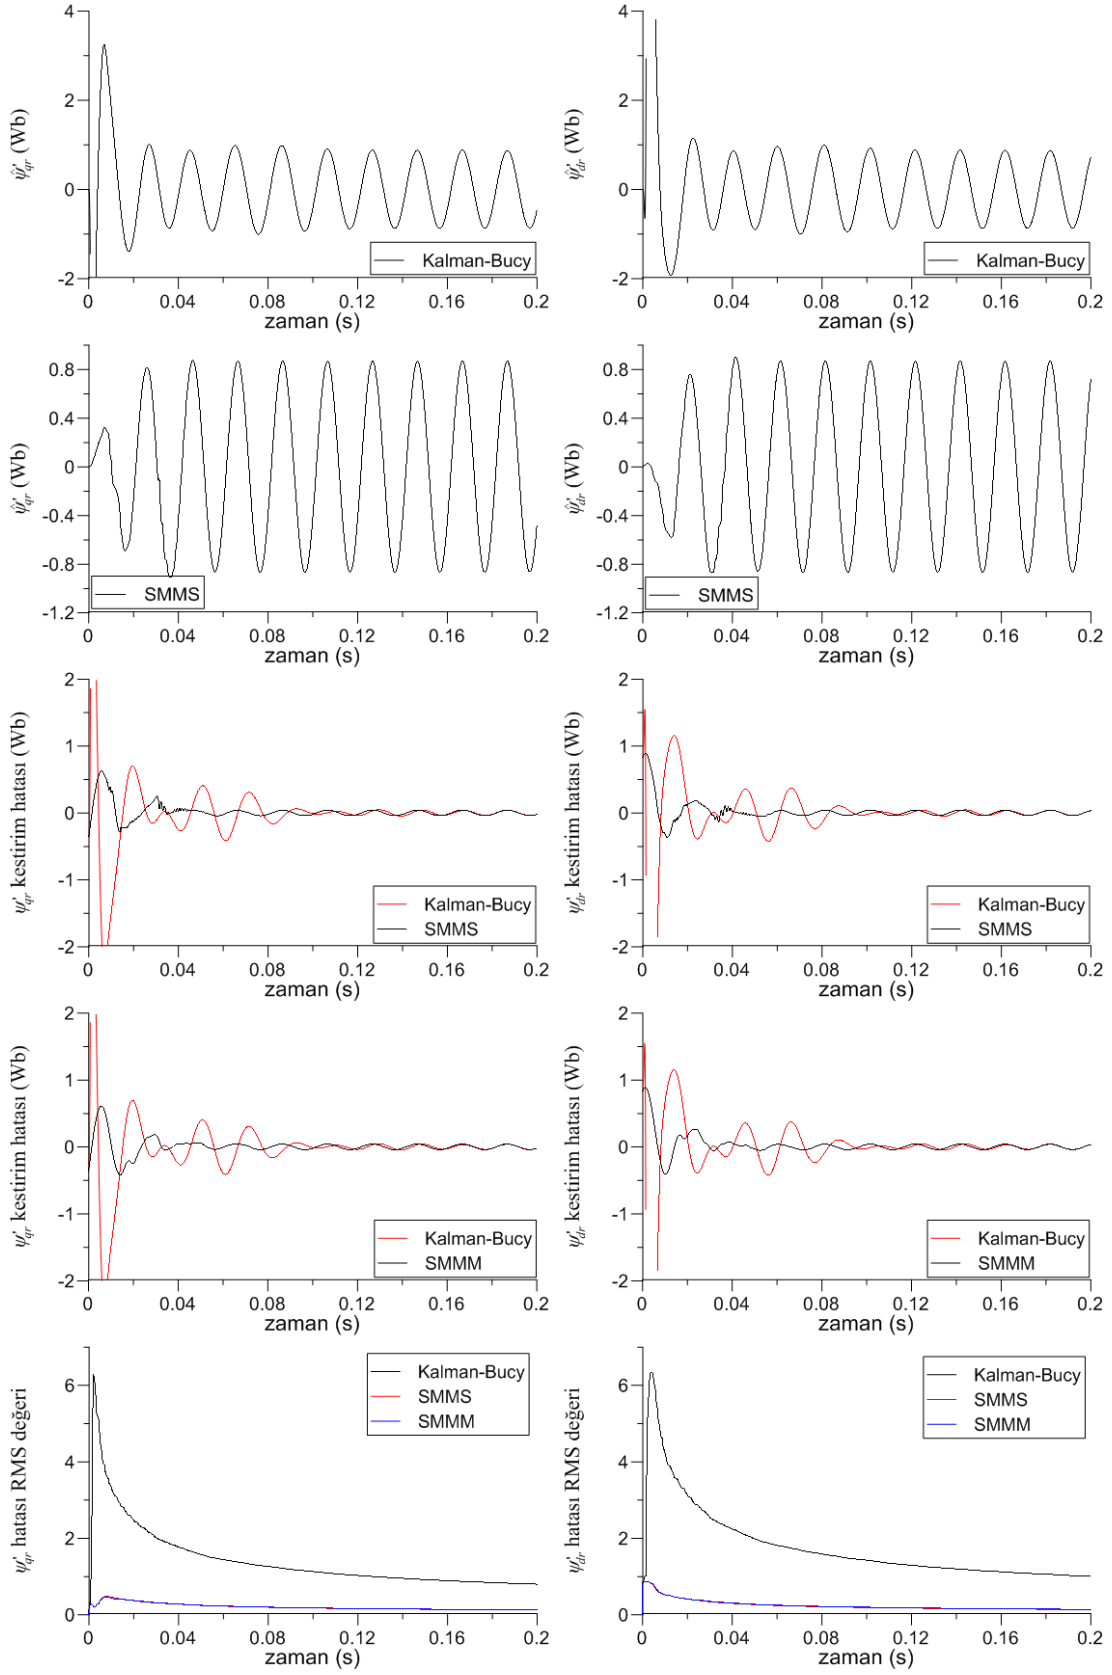 4
2
0
-2
ψ̂'qr (Wb)
Kalman-Bucy
0 0.04 0.08 0.12 0.16 0.2
zaman (s)
4
2
0
-2
ψ̂'dr (Wb)
Kalman-Bucy
0 0.04 0.08 0.12 0.16 0.2
zaman (s)
0.8
0.4
0
-0.4
-0.8
-1.2
ψ̂'qr (Wb)
SMMS
0 0.04 0.08 0.12 0.16 0.2
zaman (s)
0.8
0.4
0
-0.4
-0.8
-1.2
ψ̂'dr (Wb)
SMMS
0 0.04 0.08 0.12 0.16 0.2
zaman (s)
2
1
0
-1
-2
ψ'qr kestirim hatası (Wb)
Kalman-Bucy
SMMS
0 0.04 0.08 0.12 0.16 0.2
zaman (s)
2
1
0
-1
-2
ψ'dr kestirim hatası (Wb)
Kalman-Bucy
SMMS
0 0.04 0.08 0.12 0.16 0.2
zaman (s)
2
1
0
-1
-2
ψ'qr kestirim hatası (Wb)
Kalman-Bucy
SMMM
0 0.04 0.08 0.12 0.16 0.2
zaman (s)
2
1
0
-1
-2
ψ'dr kestirim hatası (Wb)
Kalman-Bucy
SMMM
0 0.04 0.08 0.12 0.16 0.2
zaman (s)
6
4
2
0
ψ'qr hatası RMS değeri
Kalman-Bucy
SMMS
SMMM
0 0.04 0.08 0.12 0.16 0.2
zaman (s)
6
4
2
0
ψ'dr hatası RMS değeri
Kalman-Bucy
SMMS
SMMM
0 0.04 0.08 0.12 0.16 0.2
zaman (s)